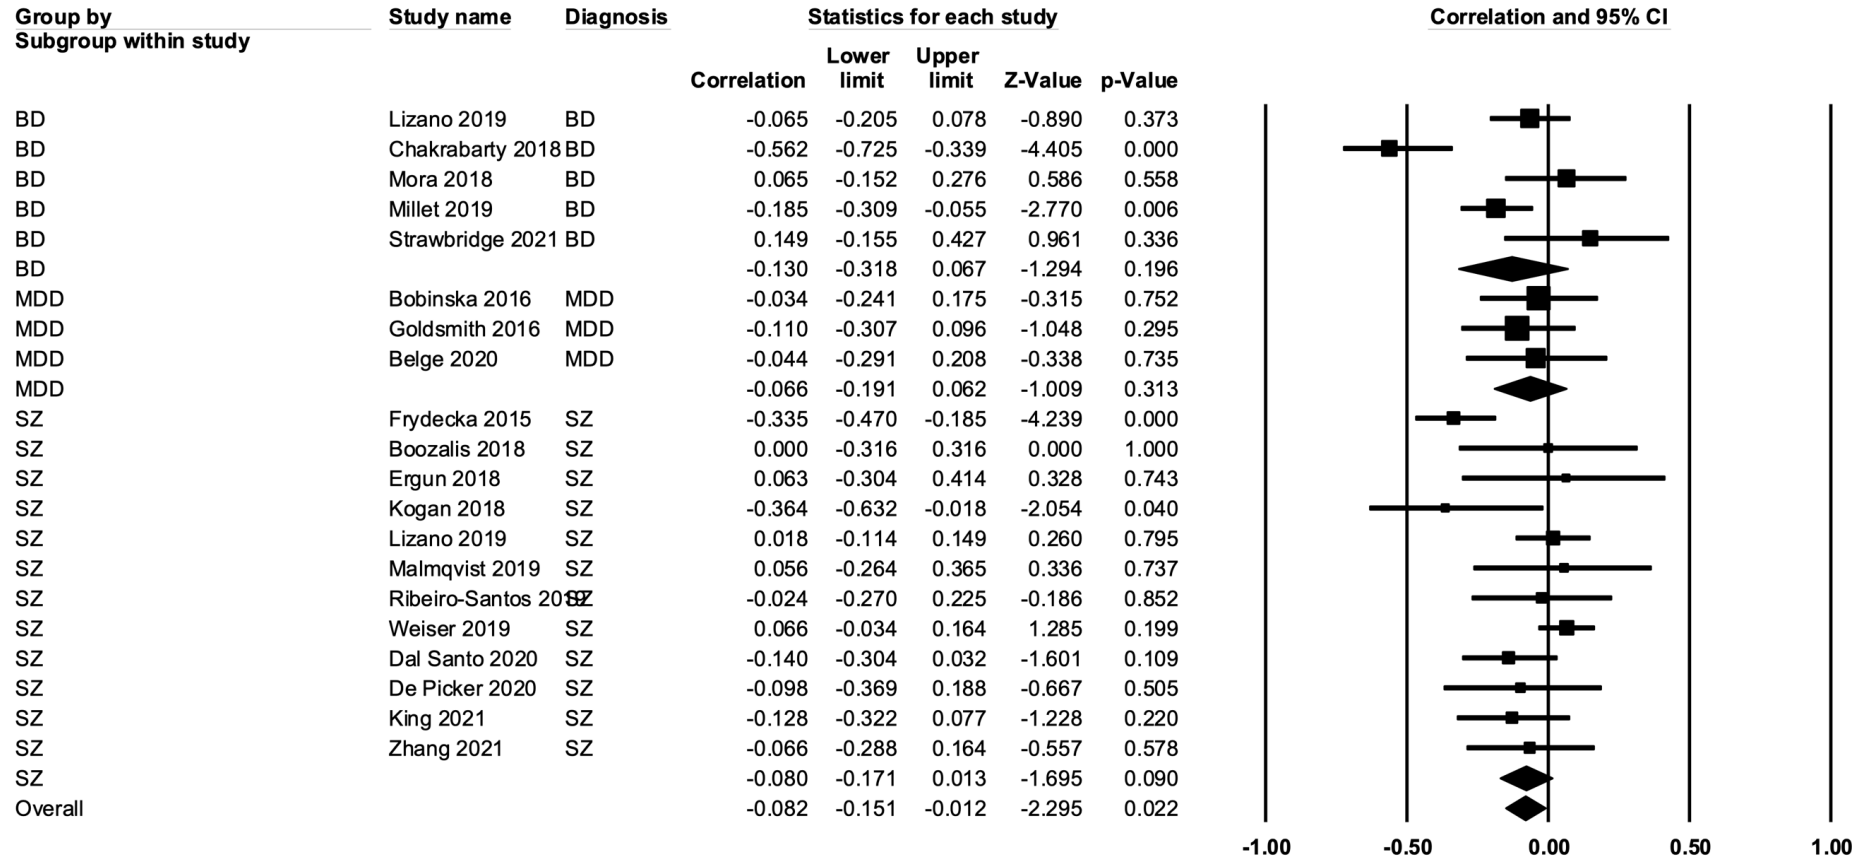 Group by Study name Diagnosis Statistics for each study Correlation and 95% CI
Subgroup within study
Lower Upper
Correlation limit limit Z-Value p-Value
BD Lizano 2019 BD -0.065 -0.205 0.078 -0.890 0.373
BD Chakrabarty 2018 BD -0.562 -0.725 -0.339 -4.405 0.000
BD Mora 2018 BD 0.065 -0.152 0.276 0.586 0.558
BD Millet 2019 BD -0.185 -0.309 -0.055 -2.770 0.006
BD Strawbridge 2021 BD 0.149 -0.155 0.427 0.961 0.336
BD -0.130 -0.318 0.067 -1.294 0.196
MDD Bobinska 2016 MDD -0.034 -0.241 0.175 -0.315 0.752
MDD Goldsmith 2016 MDD -0.110 -0.307 0.096 -1.048 0.295
MDD Belge 2020 MDD -0.044 -0.291 0.208 -0.338 0.735
MDD -0.066 -0.191 0.062 -1.009 0.313
SZ Frydecka 2015 SZ -0.335 -0.470 -0.185 -4.239 0.000
SZ Boozalis 2018 SZ 0.000 -0.316 0.316 0.000 1.000
SZ Ergun 2018 SZ 0.063 -0.304 0.414 0.328 0.743
SZ Kogan 2018 SZ -0.364 -0.632 -0.018 -2.054 0.040
SZ Lizano 2019 SZ 0.018 -0.114 0.149 0.260 0.795
SZ Malmqvist 2019 SZ 0.056 -0.264 0.365 0.336 0.737
SZ Ribeiro-Santos 2019 SZ -0.024 -0.270 0.225 -0.186 0.852
SZ Weiser 2019 SZ 0.066 -0.034 0.164 1.285 0.199
SZ Dal Santo 2020 SZ -0.140 -0.304 0.032 -1.601 0.109
SZ De Picker 2020 SZ -0.098 -0.369 0.188 -0.667 0.505
SZ King 2021 SZ -0.128 -0.322 0.077 -1.228 0.220
SZ Zhang 2021 SZ -0.066 -0.288 0.164 -0.557 0.578
SZ -0.080 -0.171 0.013 -1.695 0.090
Overall -0.082 -0.151 -0.012 -2.295 0.022
-1.00 -0.50 0.00 0.50 1.00